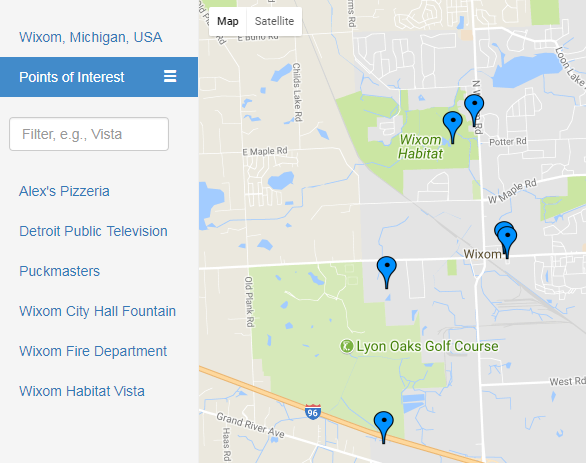 Wixom, Michigan, USA
Points of Interest
Filter, e.g., Vista
Alex's Pizzeria
Detroit Public Television
Puckmasters
Wixom City Hall Fountain
Wixom Fire Department
Wixom Habitat Vista
Map
Satellite
E Buno Rd
Childs Lake Rd
Loon Lake
Wixom
Habitat
Potter Rd
E Maple Rd
W Maple Rd
Wixom
Old Plank Rd
Lyon Oaks Golf Course
West Rd
96
Grand River Ave
Haas Rd